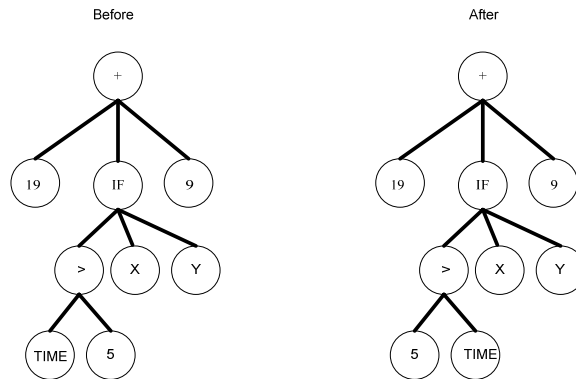 Before After
+ +
19 IF 9 19 IF 9
> X Y > X Y
TIME 5 5 TIME